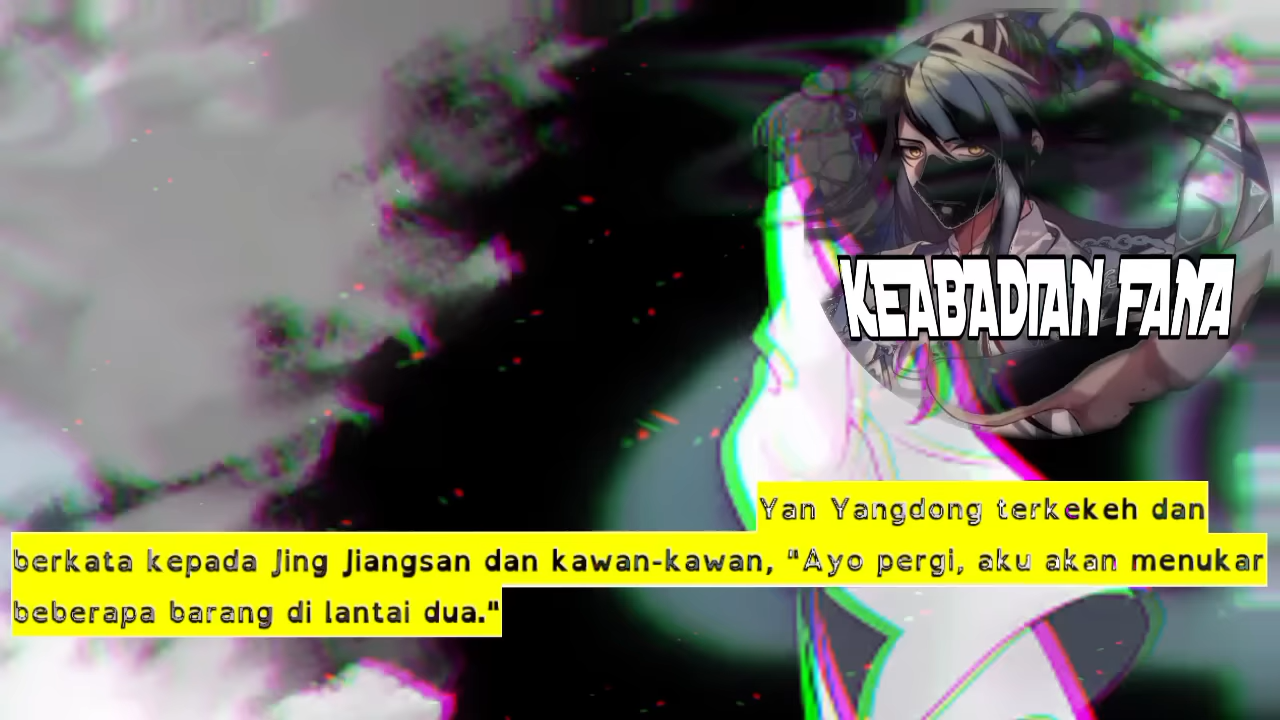 KEABADIAN FANA
Yan Yangdong terkekeh dan
berkata kepada Jing Jiangsan dan kawan-kawan, "Ayo pergi, aku akan menukar
beberapa barang di lantai dua."